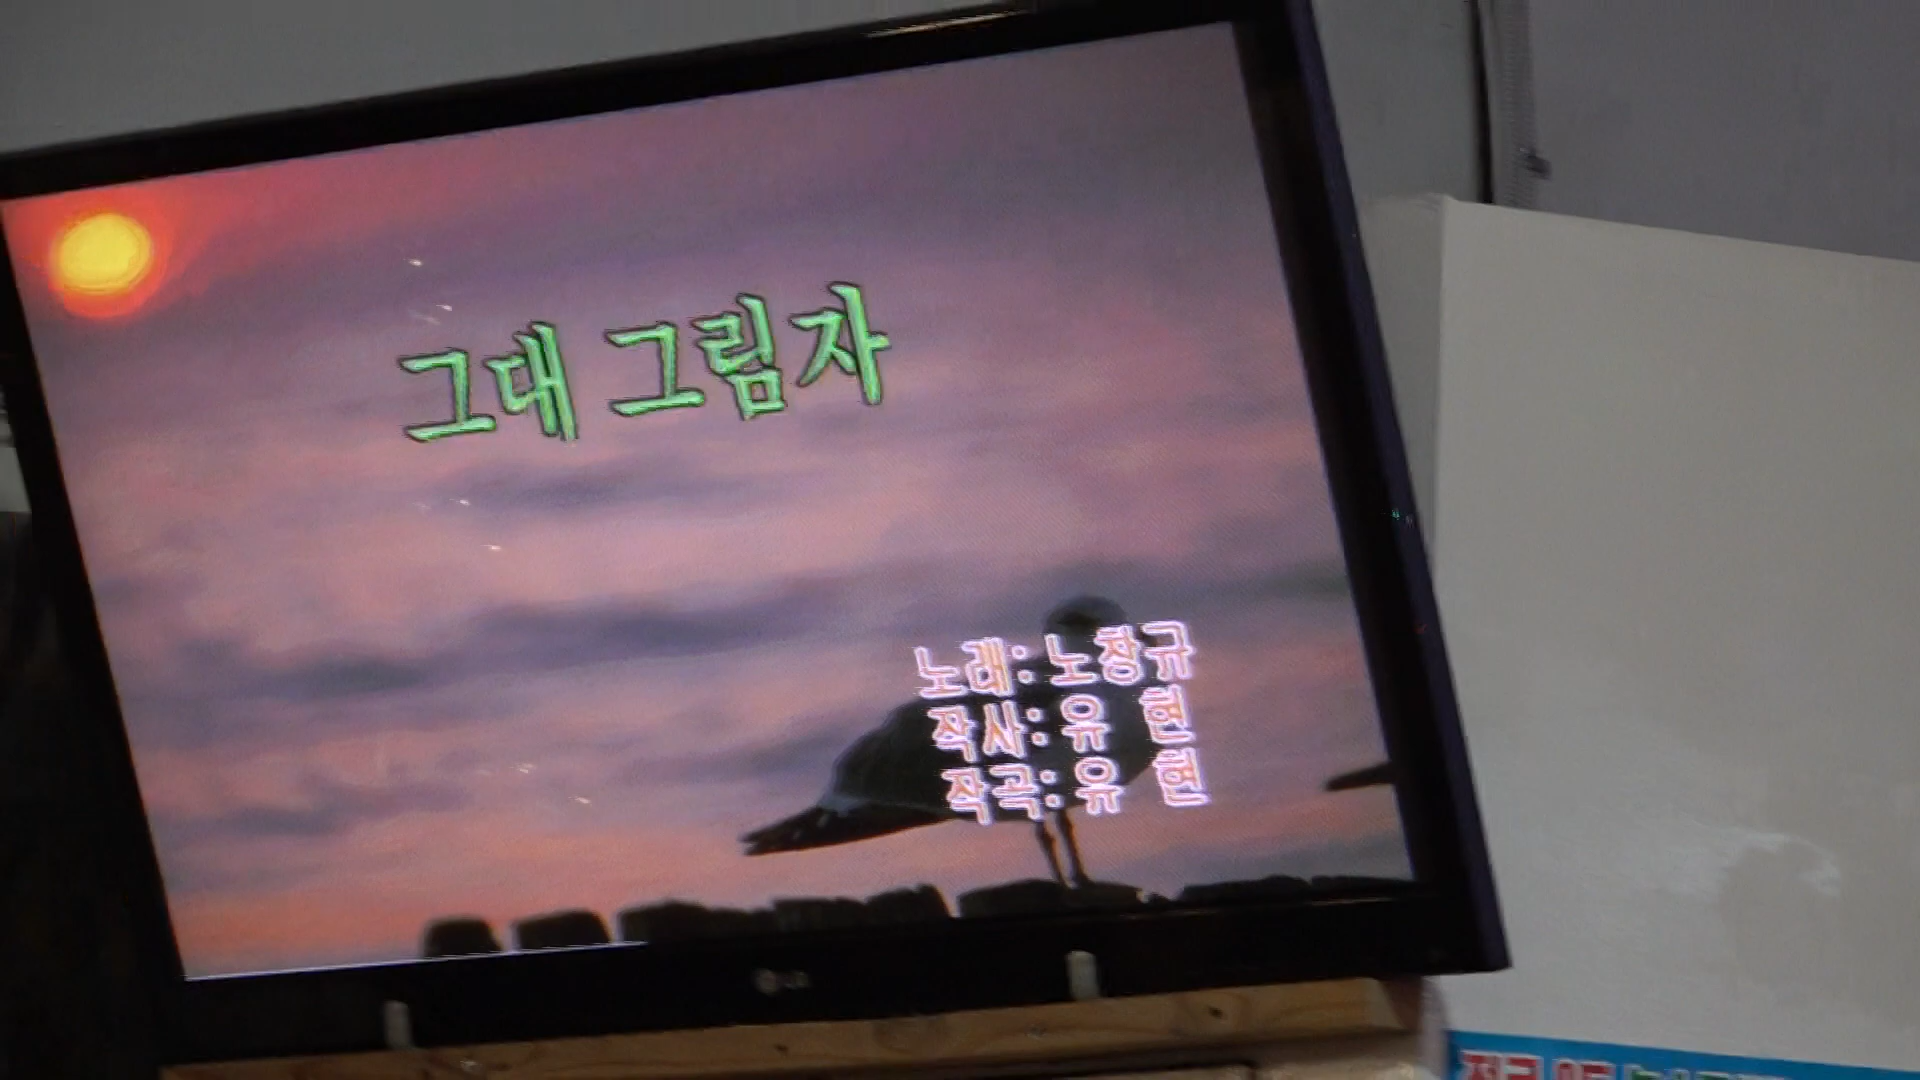 그대 그림자
노래: 노창규
작사: 유 현
작곡: 유 현
LG